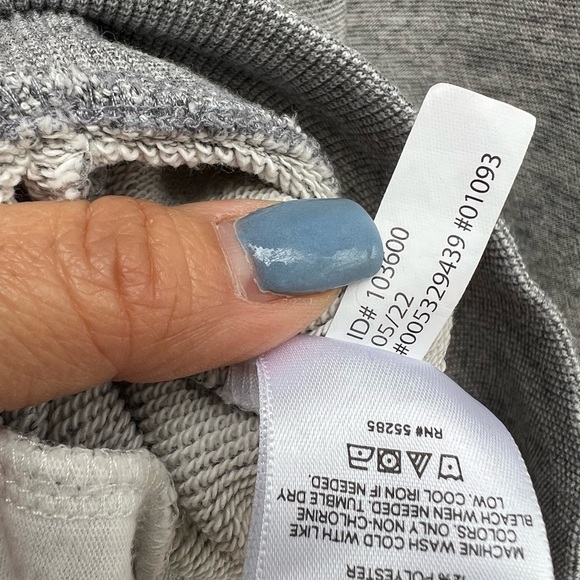 ID# 103600
05/22
#005329439 #01093
% POLYESTER
MACHINE WASH COLD WITH LIKE
COLORS. ONLY NON-CHLORINE
BLEACH WHEN NEEDED. TUMBLE DRY
LOW. COOL IRON IF NEEDED.
RN# 55285